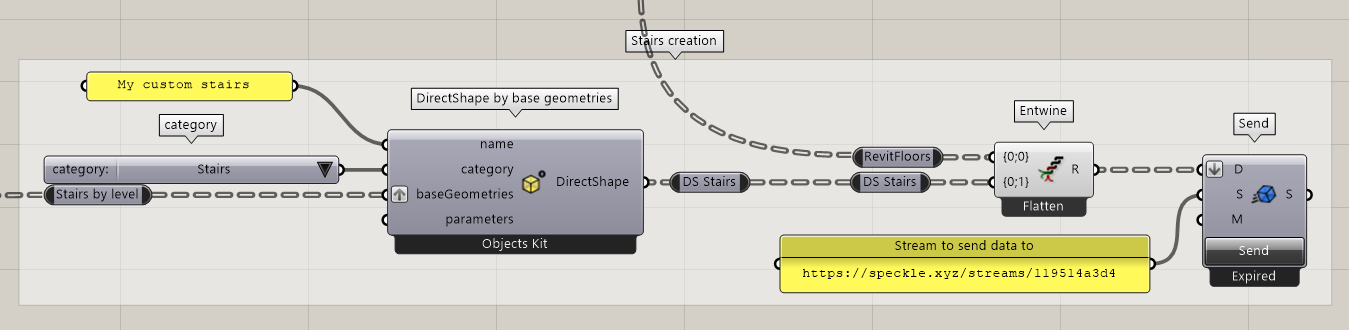 Stairs creation
My custom stairs
DirectShape by base geometries
category
Entwine
Send
name
category: Stairs
category
RevitFloors
{0;0}
R
D
Stairs by level
baseGeometries
DirectShape
DS Stairs
DS Stairs
{0;1}
S
S
parameters
Flatten
M
Objects Kit
Stream to send data to
Send
https://speckle.xyz/streams/119514a3d4
Expired